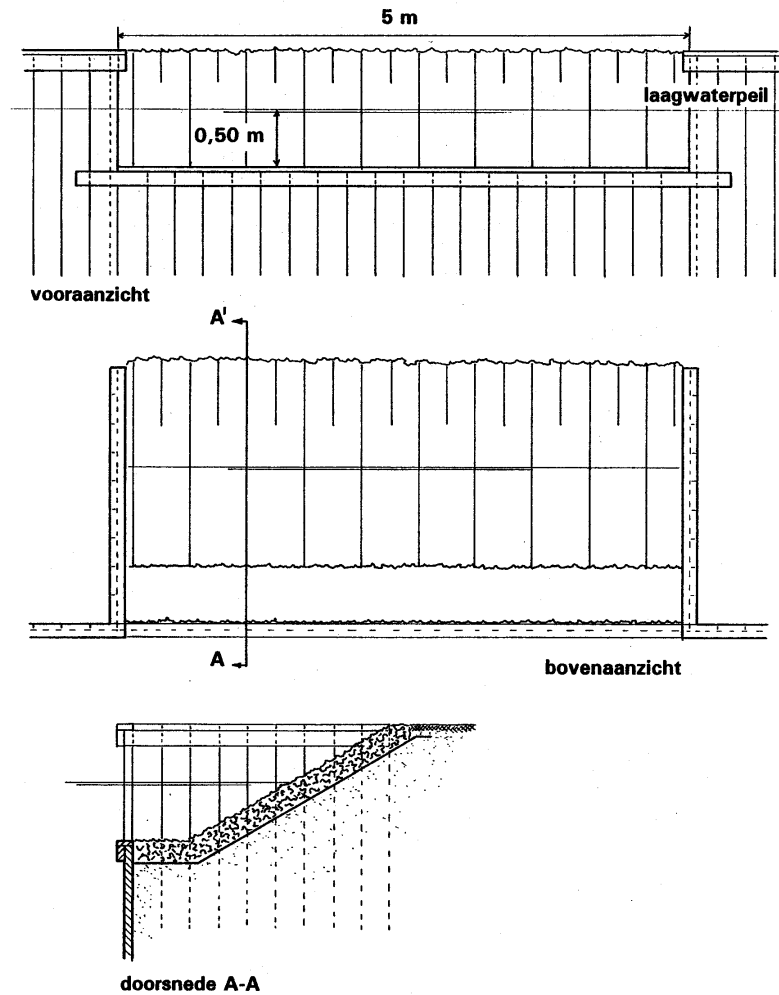 5 m
laagwaterpeil
0,50 m
vooraanzicht
A'
A
bovenaanzicht
doorsnede A-A